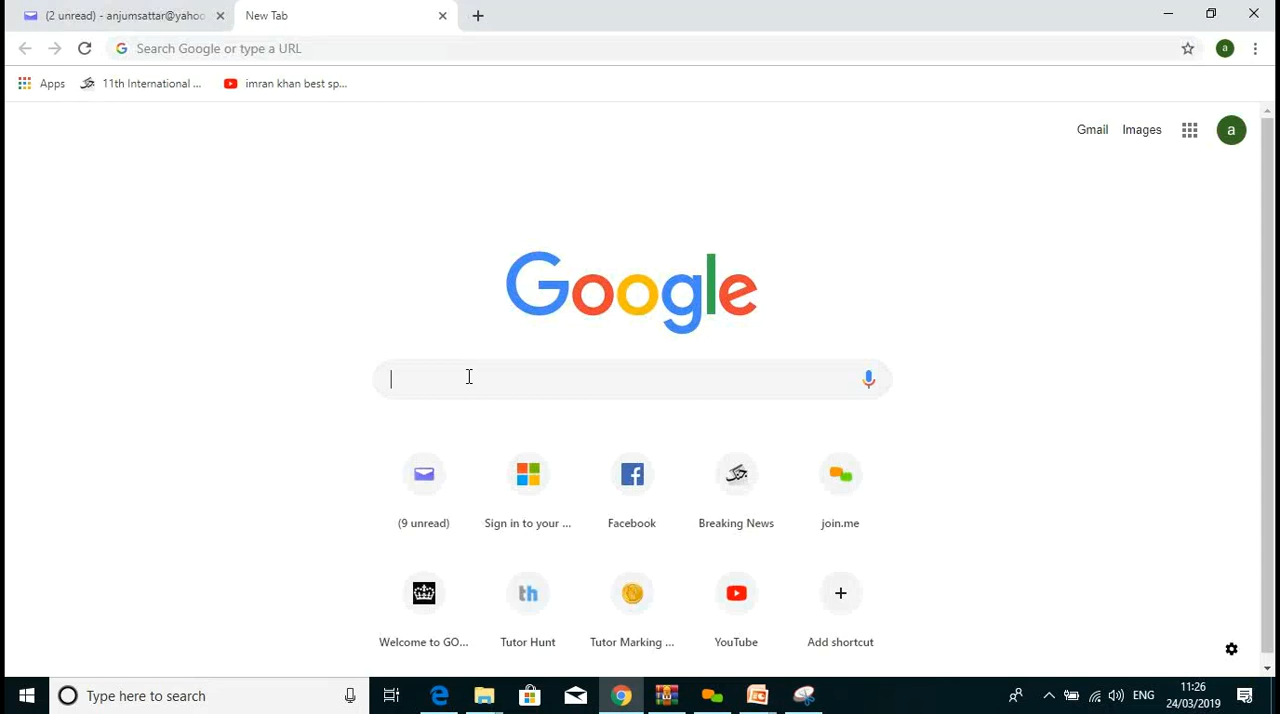 (2 unread) - anjumsattar@yahoo
New Tab
Search Google or type a URL
a
Apps
11th International ...
imran khan best sp...
Gmail
Images
a
Google
(9 unread)
Sign in to your ...
Facebook
جنگ
Breaking News
join.me
Welcome to GO...
th
Tutor Hunt
Tutor Marking ...
YouTube
Add shortcut
Type here to search
ENG
11:26
24/03/2019